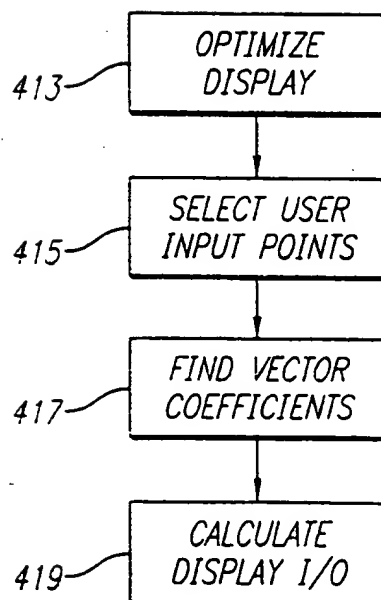 OPTIMIZE
DISPLAY
413
SELECT USER
INPUT POINTS
415
FIND VECTOR
COEFFICIENTS
417
CALCULATE
DISPLAY I/O
419